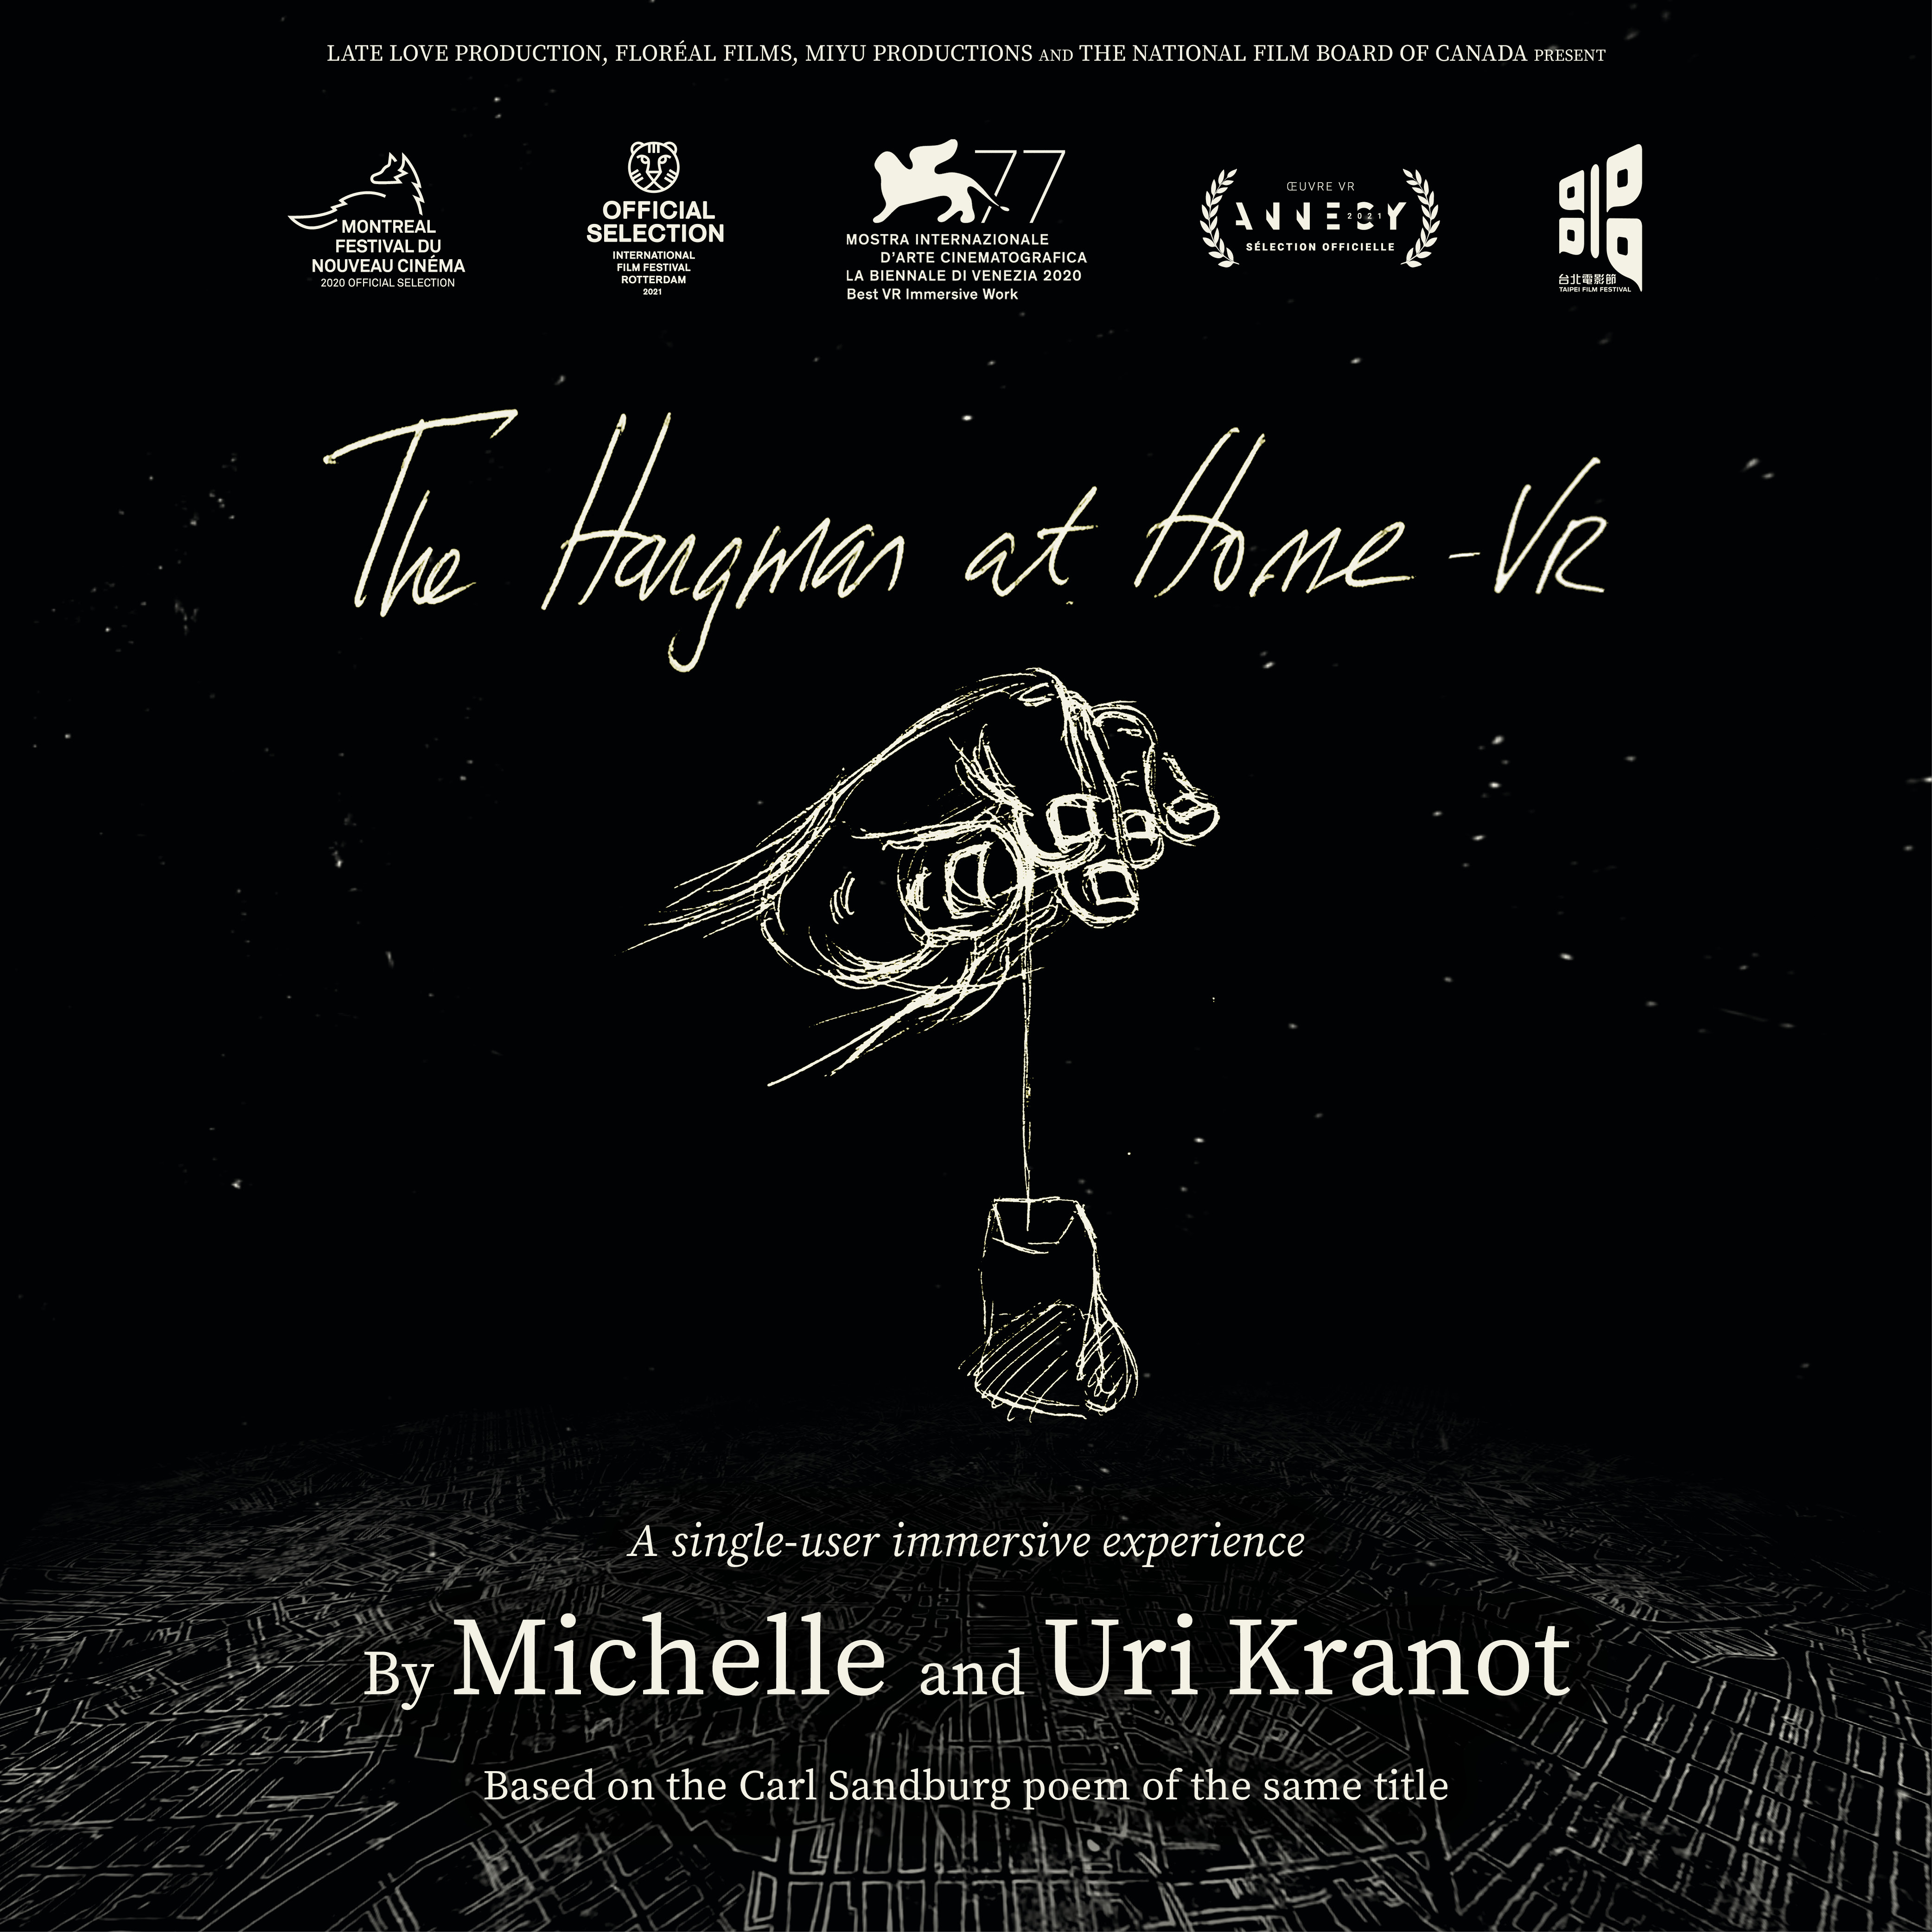 LATE LOVE PRODUCTION, FLORÉAL FILMS, MIYU PRODUCTIONS AND THE NATIONAL FILM BOARD OF CANADA PRESENT
MONTREAL
FESTIVAL DU
NOUVEAU CINÉMA
2020 OFFICIAL SELECTION
OFFICIAL
SELECTION
INTERNATIONAL
FILM FESTIVAL
ROTTERDAM
2021
77
MOSTRA INTERNAZIONALE
D'ARTE CINEMATOGRAFICA
LA BIENNALE DI VENEZIA 2020
Best VR Immersive Work
ŒUVRE VR
ANNECY 2021
SÉLECTION OFFICIELLE
台北電影節
TAIPEI FILM FESTIVAL
The Hangman at Home - VR
A single-user immersive experience
By Michelle and Uri Kranot
Based on the Carl Sandburg poem of the same title